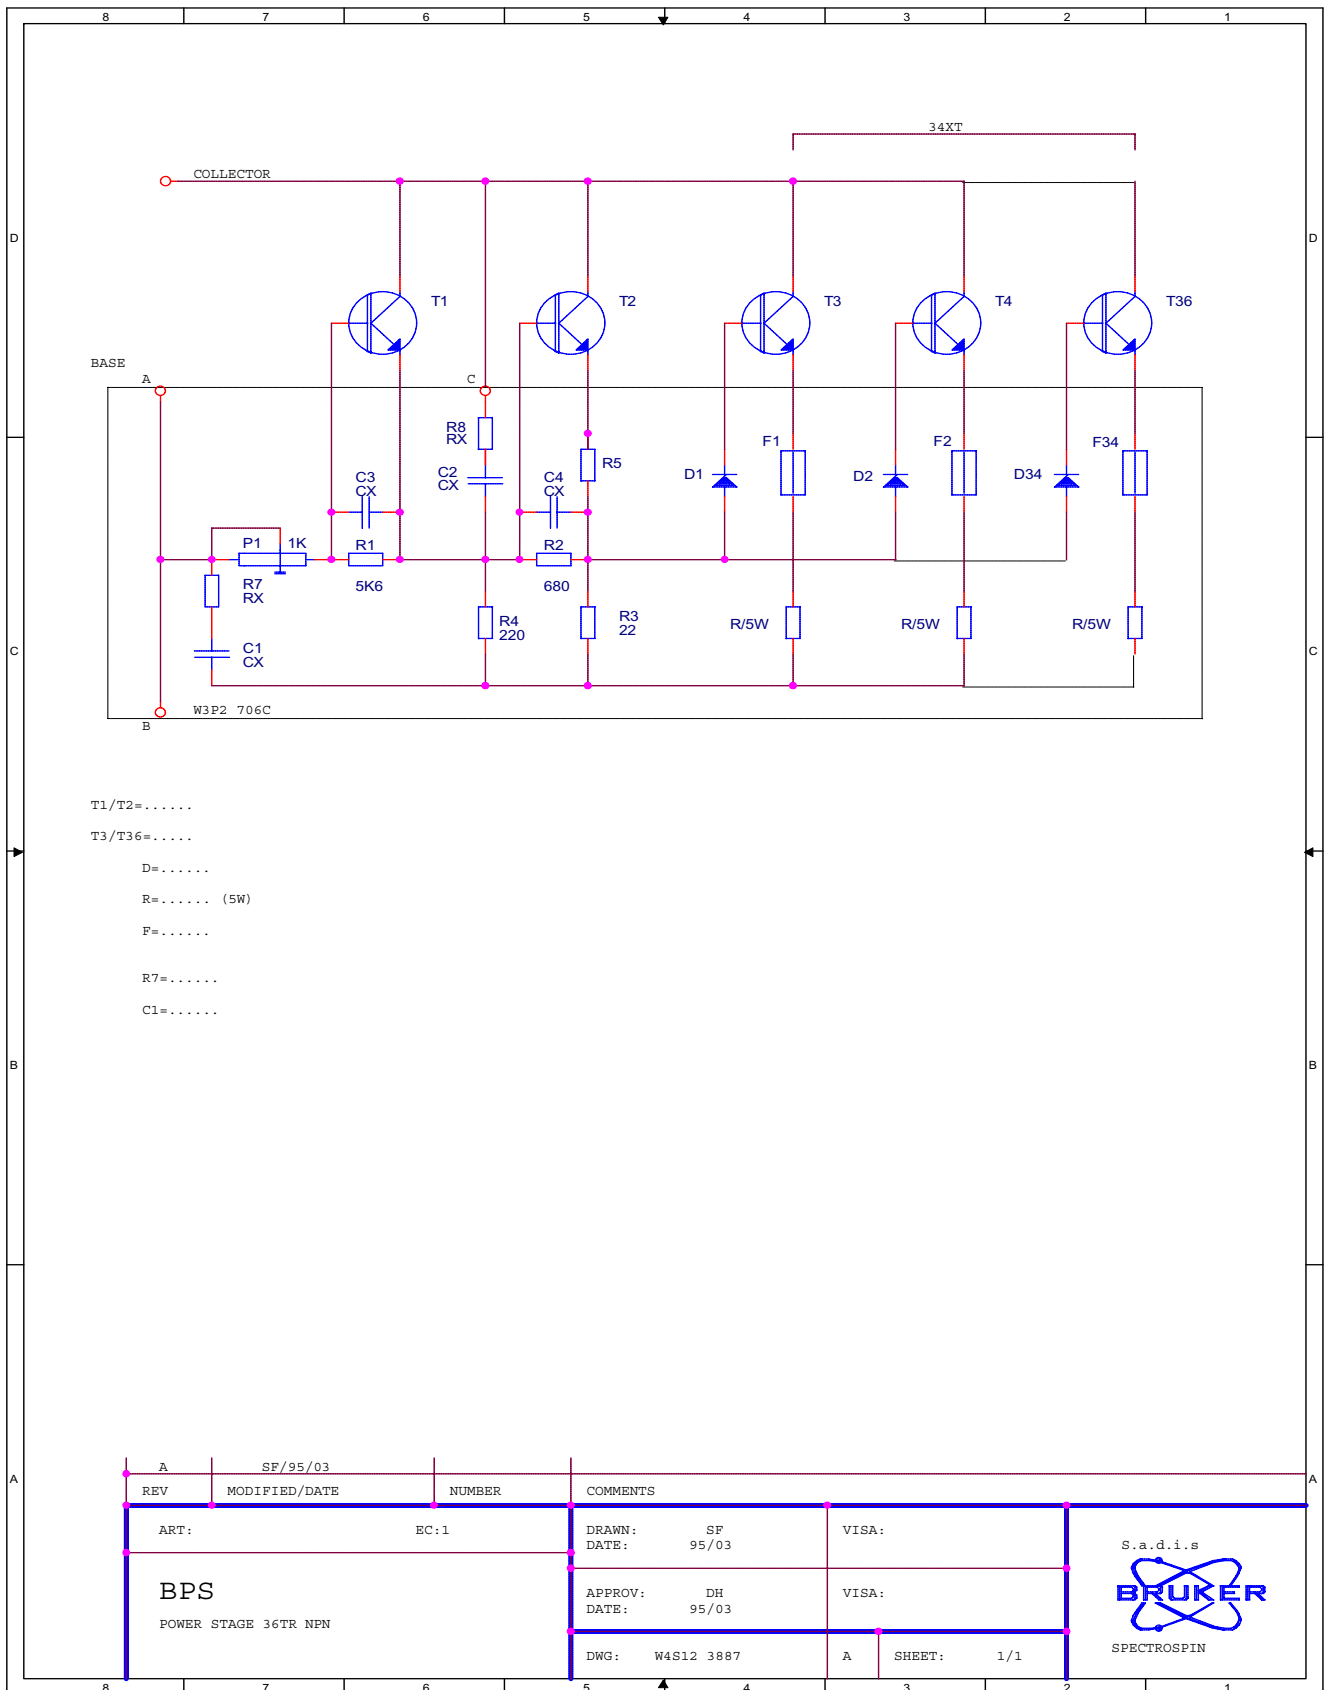 8 7 6 5 4 3 2 1
34XT
COLLECTOR
D D
T1 T2 T3 T4 T36
BASE
A C
R8
RX
F1 F2 F34
R5
C3
CX
C2
CX
C4
CX
D1 D2 D34
P1 1K R1 R2
R7
RX
5K6 680
R4
220
R3
22
R/5W R/5W R/5W
C1
CX
C C
W3P2 706C
B
T1/T2=......
T3/T36=.....
D=......
R=...... (5W)
F=......
R7=......
C1=......
B B
A A
A SF/95/03
REV MODIFIED/DATE NUMBER COMMENTS
ART: EC:1
DRAWN: SF VISA:
DATE: 95/03
BPS
POWER STAGE 36TR NPN
APPROV: DH VISA:
DATE: 95/03
DWG: W4S12 3887 A SHEET: 1/1
S.a.d.i.s
BRUKER
SPECTROSPIN
8 7 6 5 4 3 2 1